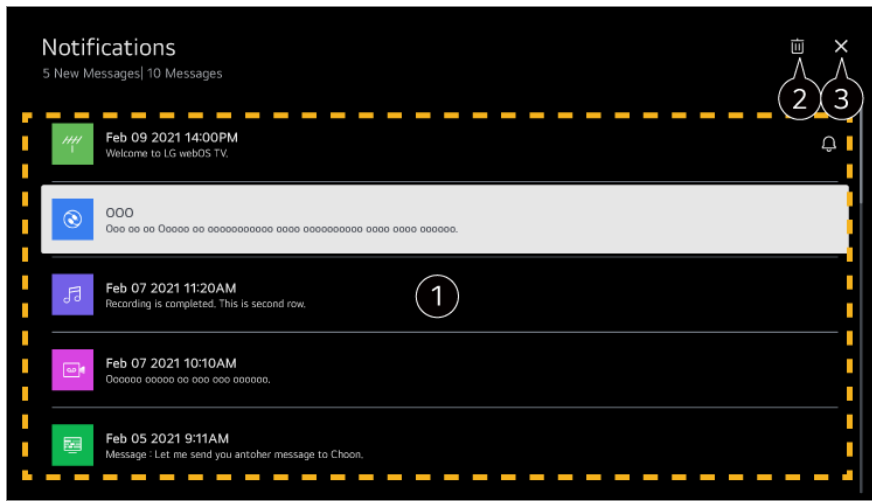 Notifications
5 New Messages| 10 Messages
2 3
Feb 09 2021 14:00PM
Welcome to LG webOS TV.
OOO
Ooo oo oo Ooooo oo ooooooooooo oooo oooooooooo oooo oooo oooooo.
Feb 07 2021 11:20AM
Recording is completed. This is second row.
1
Feb 07 2021 10:10AM
Oooooo ooooo oo ooo ooo oooooo.
Feb 05 2021 9:11AM
Message : Let me send you antoher message to Choon.